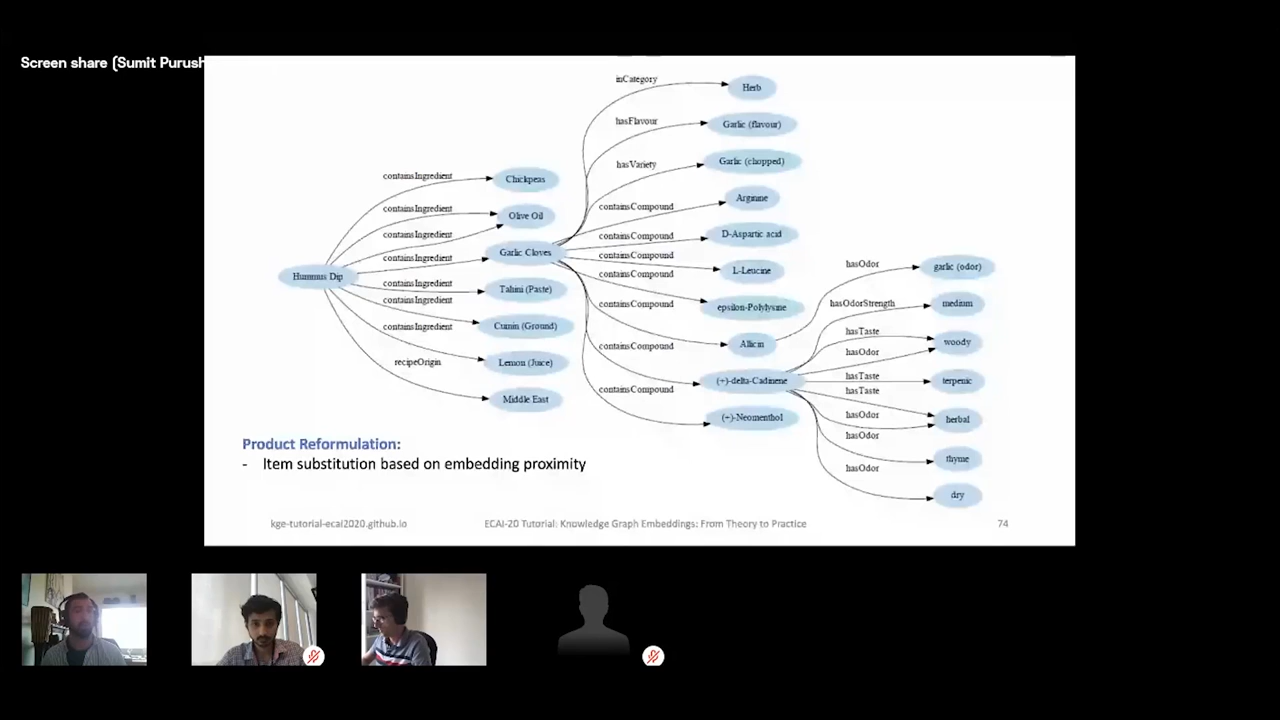 Screen share (Sumit Purush
inCategory
Herb
hasFlavour
Garlic (flavour)
hasVariety
Garlic (chopped)
containsIngredient
Chickpeas
containsCompound
Arginine
containsIngredient
Olive Oil
containsCompound
D-Aspartic acid
containsIngredient
Garlic Cloves
containsCompound
L-Leucine
hasOdor
garlic (odor)
containsIngredient
Hummus Dip
containsCompound
epsilon-Polylysine
hasOdorStrength
medium
containsIngredient
Tahini (Paste)
containsIngredient
Cumin (Ground)
containsCompound
Allicin
hasTaste
woody
hasOdor
containsIngredient
Lemon (Juice)
containsCompound
(+)-delta-Cadinene
hasTaste
terpenic
recipeOrigin
Middle East
containsCompound
(+)-Neomenthol
hasTaste
herbal
hasOdor
hasOdor
thyme
hasOdor
dry
Product Reformulation:
- Item substitution based on embedding proximity
kge-tutorial-ecai2020.github.io
ECAI-20 Tutorial: Knowledge Graph Embeddings: From Theory to Practice
74